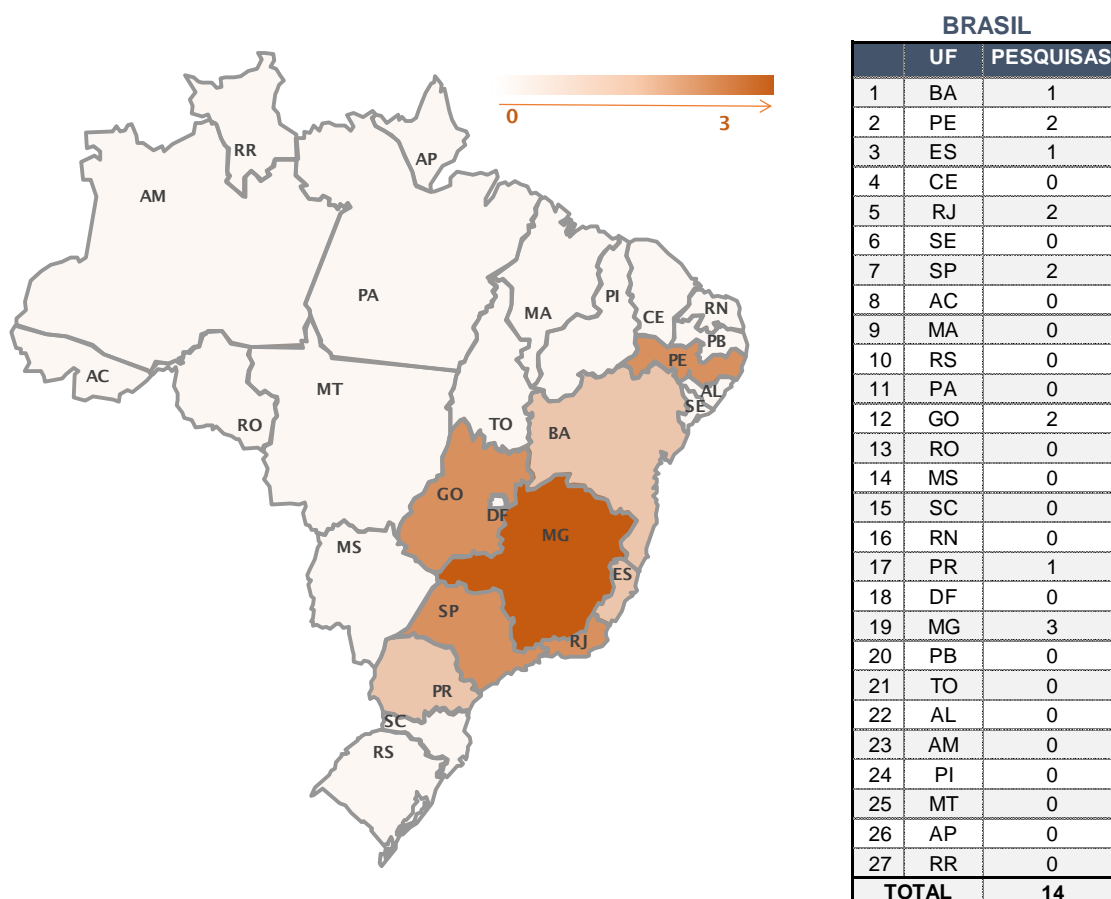 BRASIL
UF PESQUISAS
1 BA 1
2 PE 2
3 ES 1
4 CE 0
5 RJ 2
6 SE 0
7 SP 2
8 AC 0
9 MA 0
10 RS 0
11 PA 0
12 GO 2
13 RO 0
14 MS 0
15 SC 0
16 RN 0
17 PR 1
18 DF 0
19 MG 3
20 PB 0
21 TO 0
22 AL 0
23 AM 0
24 PI 0
25 MT 0
26 AP 0
27 RR 0
TOTAL 14
0 3
RR
AP
AM
PA
MA
PI
CE
RN
PB
PE
AL
SE
AC
RO
MT
TO
BA
GO
DF
MG
ES
MS
SP
RJ
PR
SC
RS